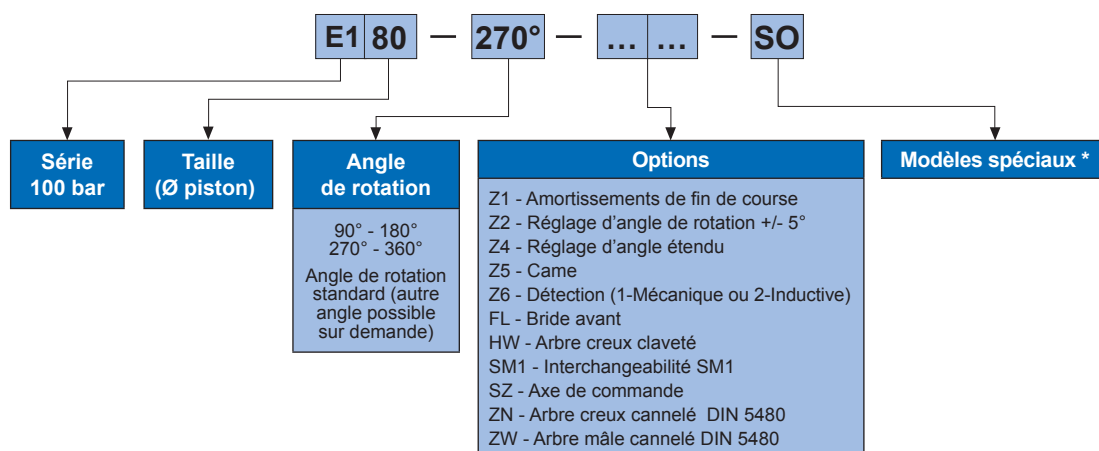 E1 80 — 270° — ... ... — SO
Série
100 bar
Taille
(Ø piston)
Angle
de rotation
90° - 180°
270° - 360°
Angle de rotation
standard (autre
angle possible
sur demande)
Options
Z1 - Amortissements de fin de course
Z2 - Réglage d'angle de rotation +/- 5°
Z4 - Réglage d'angle étendu
Z5 - Came
Z6 - Détection (1-Mécanique ou 2-Inductive)
FL - Bride avant
HW - Arbre creux claveté
SM1 - Interchangeabilité SM1
SZ - Axe de commande
ZN - Arbre creux cannelé DIN 5480
ZW - Arbre mâle cannelé DIN 5480
Modèles spéciaux *